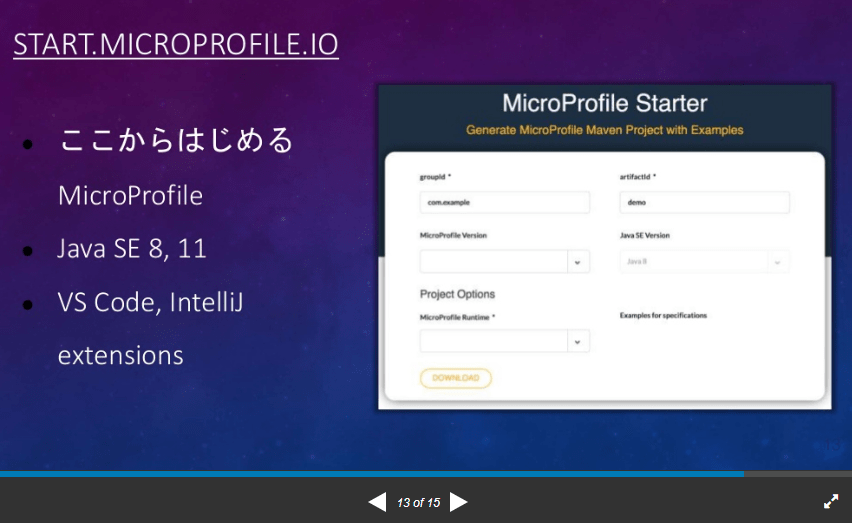 START.MICROPROFILE.IO
ここからはじめる
MicroProfile
Java SE 8, 11
VS Code, IntelliJ
extensions
MicroProfile Starter
Generate MicroProfile Maven Project with Examples
groupId *
artifactId *
com.example
demo
MicroProfile Version
Java SE Version
Java 8
Project Options
MicroProfile Runtime *
Examples for specifications
DOWNLOAD
13 of 15